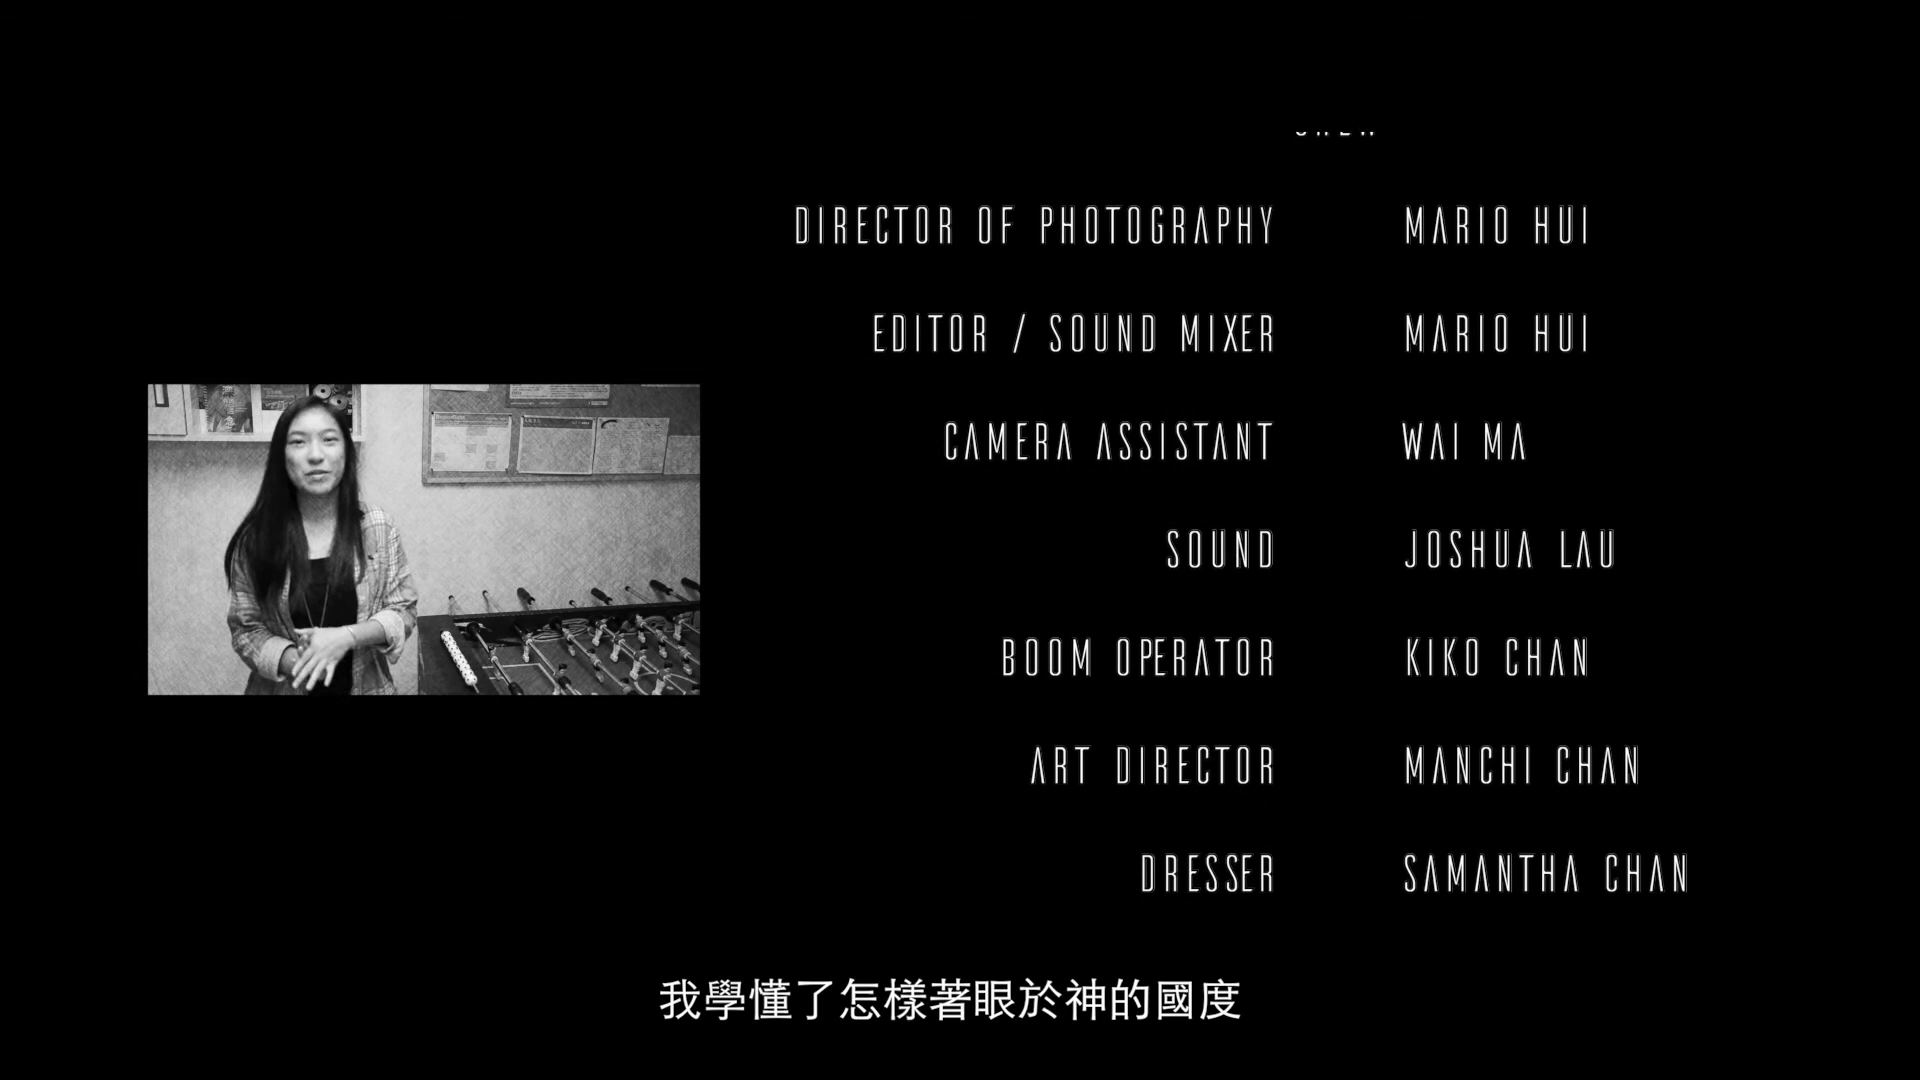 DIRECTOR OF PHOTOGRAPHY MARIO HUI
EDITOR / SOUND MIXER MARIO HUI
CAMERA ASSISTANT WAI MA
SOUND JOSHUA LAU
BOOM OPERATOR KIKO CHAN
ART DIRECTOR MANCHI CHAN
DRESSER SAMANTHA CHAN
我學懂了怎樣著眼於神的國度